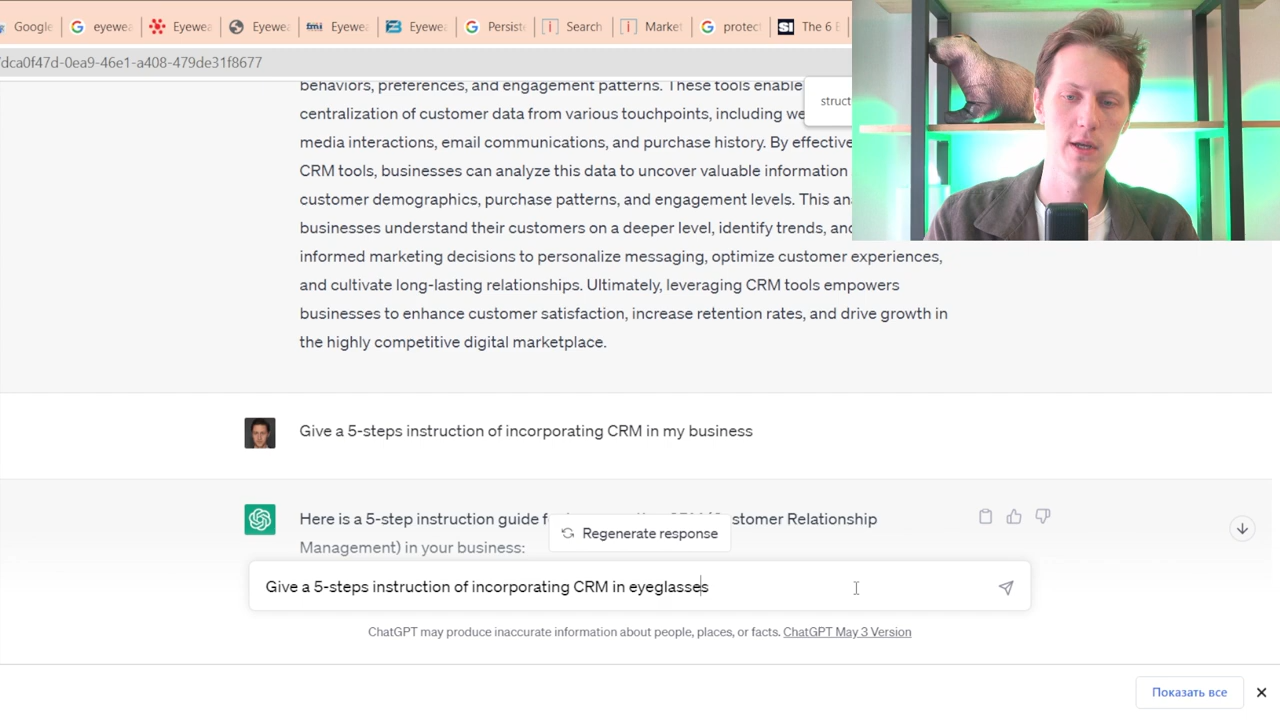 Google
eyewea
Eyewea
Eyewea
fmi Eyewea
Eyewea
Persiste
Search
Market
protec
SI The 6 E
dca0f47d-0ea9-46e1-a408-479de31f8677
behaviors, preferences, and engagement patterns. These tools enable
struct
centralization of customer data from various touchpoints, including we
media interactions, email communications, and purchase history. By effective
CRM tools, businesses can analyze this data to uncover valuable information
customer demographics, purchase patterns, and engagement levels. This ana
businesses understand their customers on a deeper level, identify trends, and
informed marketing decisions to personalize messaging, optimize customer experiences,
and cultivate long-lasting relationships. Ultimately, leveraging CRM tools empowers
businesses to enhance customer satisfaction, increase retention rates, and drive growth in
the highly competitive digital marketplace.
Give a 5-steps instruction of incorporating CRM in my business
Here is a 5-step instruction guide f stomer Relationship
Regenerate response
Management) in your business:
Give a 5-steps instruction of incorporating CRM in eyeglasses
ChatGPT may produce inaccurate information about people, places, or facts. ChatGPT May 3 Version
Показать все